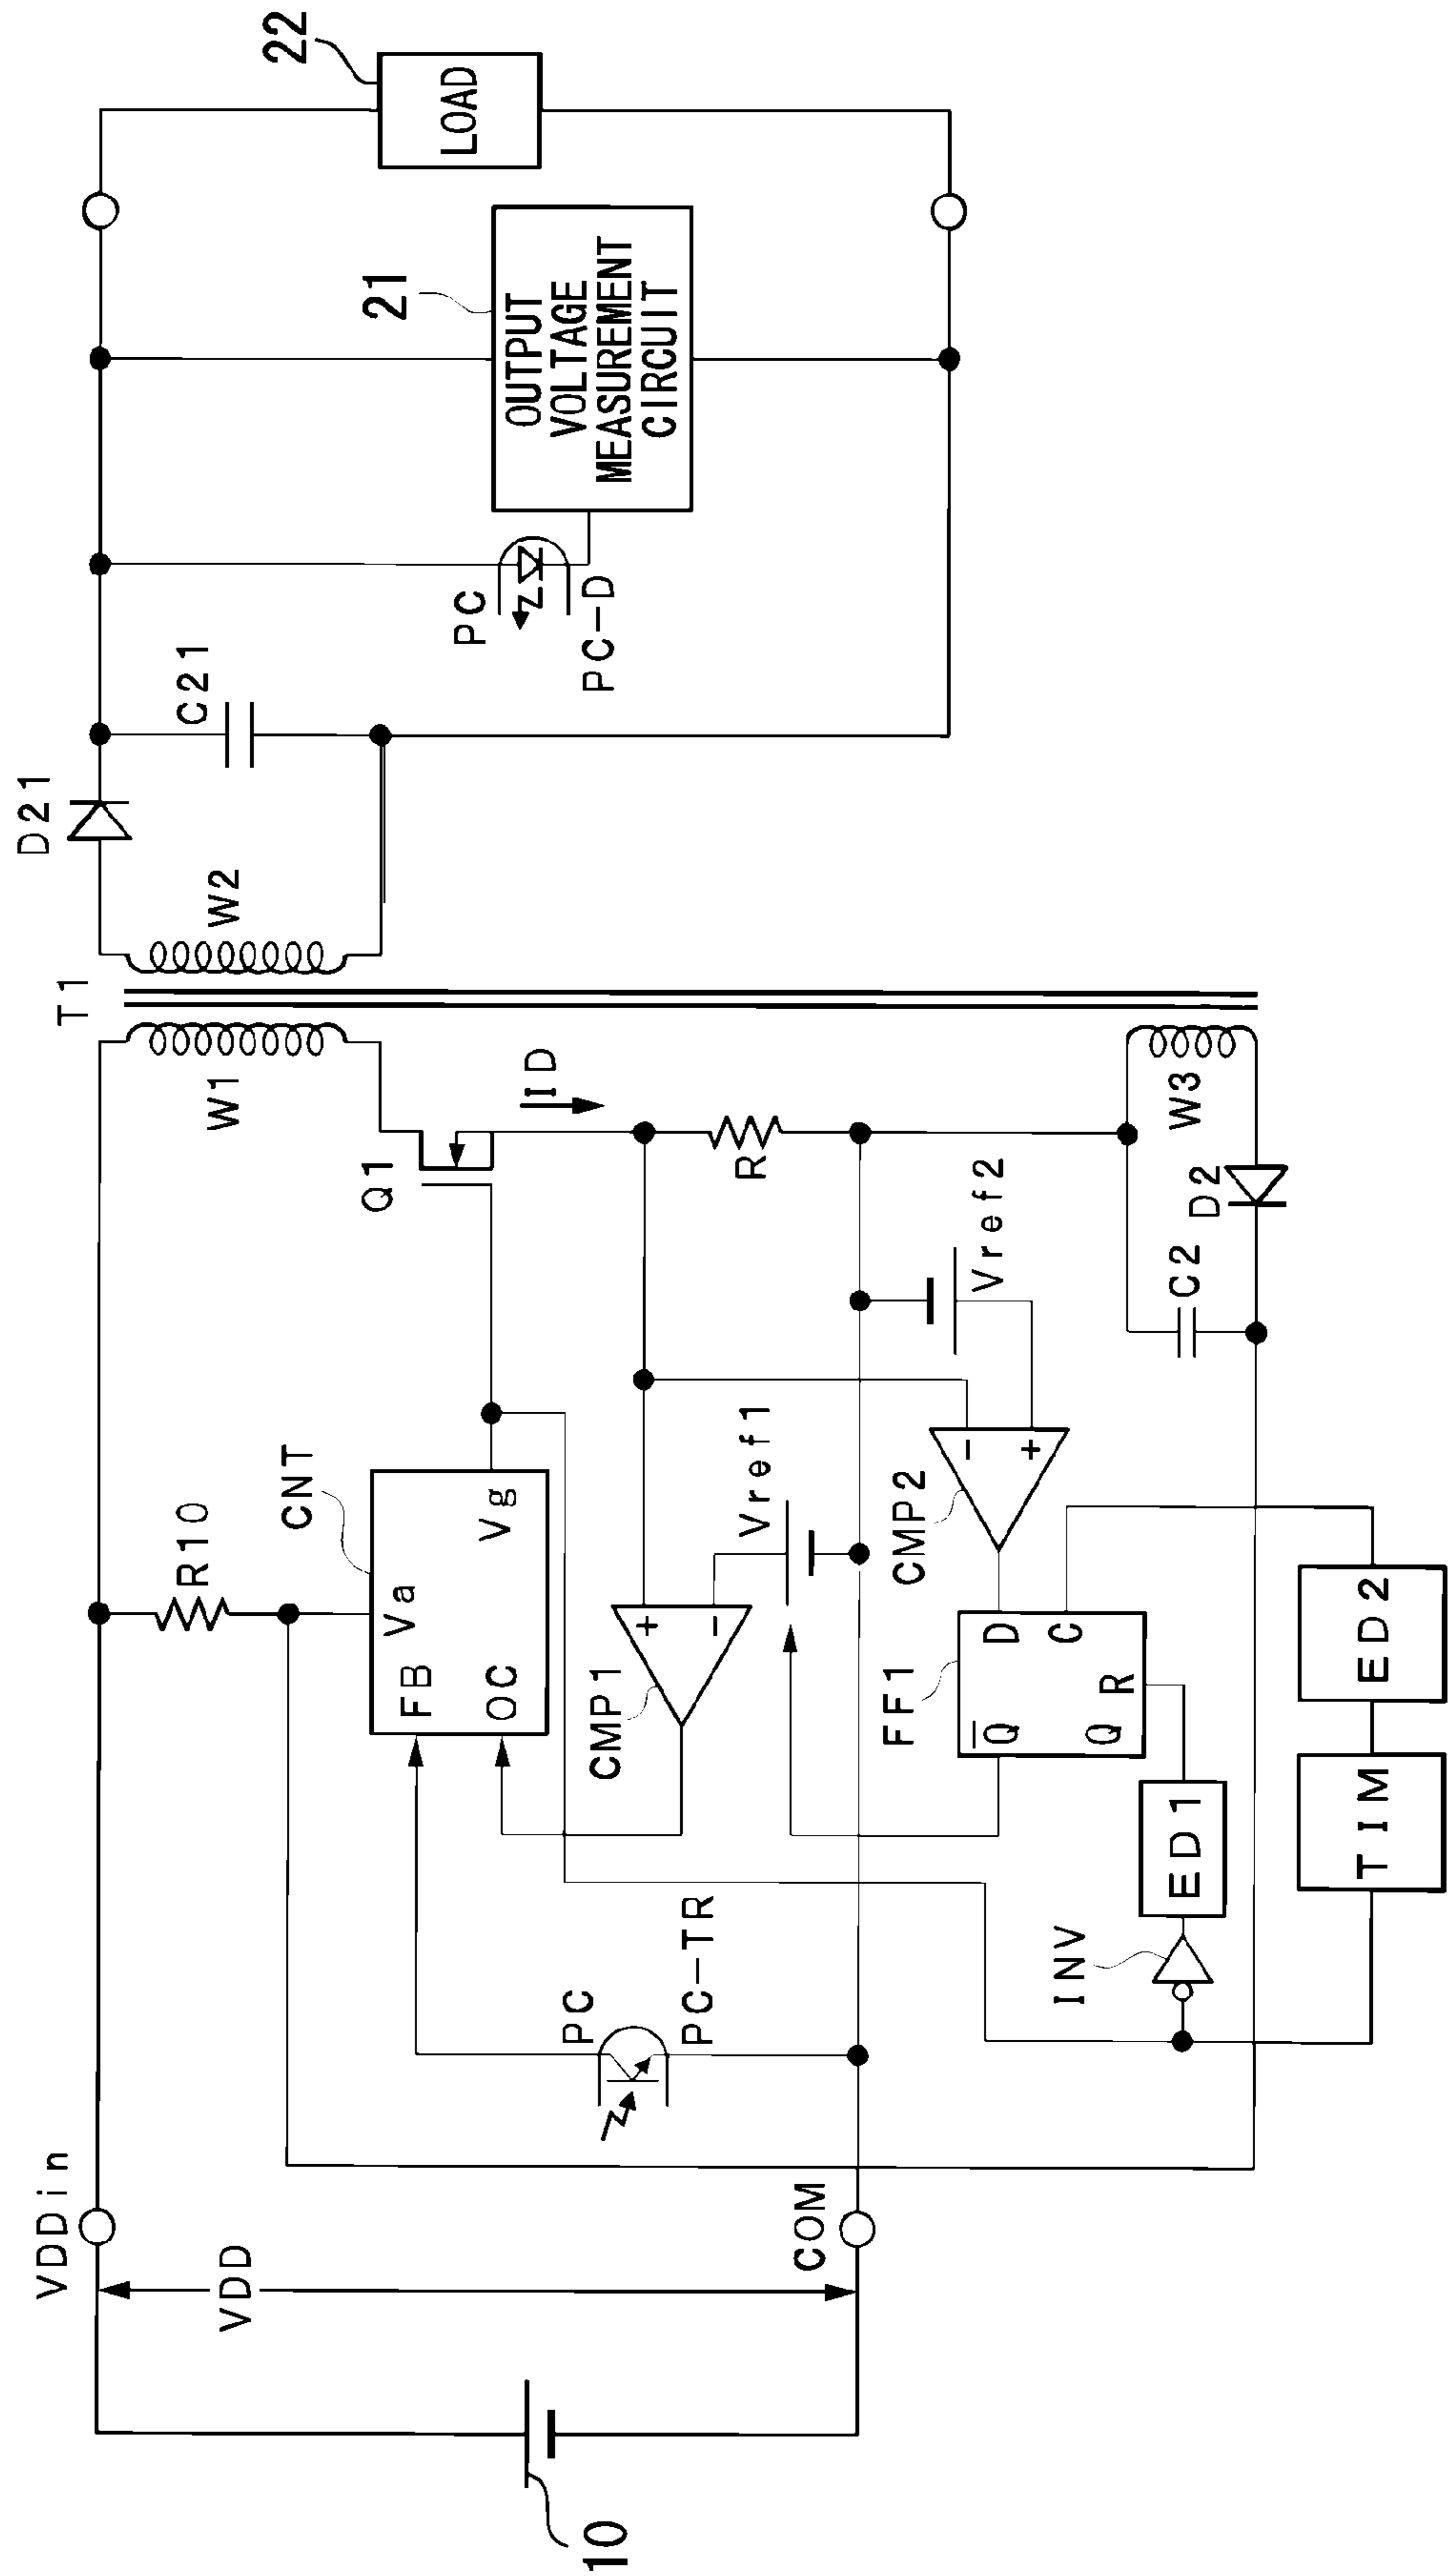 VDDin
VDD
COM
10
R10
CNT
Va
FB
OC
Vg
PC
PC-TR
CMP1
+
-
Vref1
Q1
ID
R
Vref2
CMP2
-
+
FF1
D
C
Q
Q
R
INV
ED1
TIM
ED2
C2
D2
W3
W1
T1
W2
D21
C21
PC
PC-D
21
OUTPUT
VOLTAGE
MEASUREMENT
CIRCUIT
22
LOAD